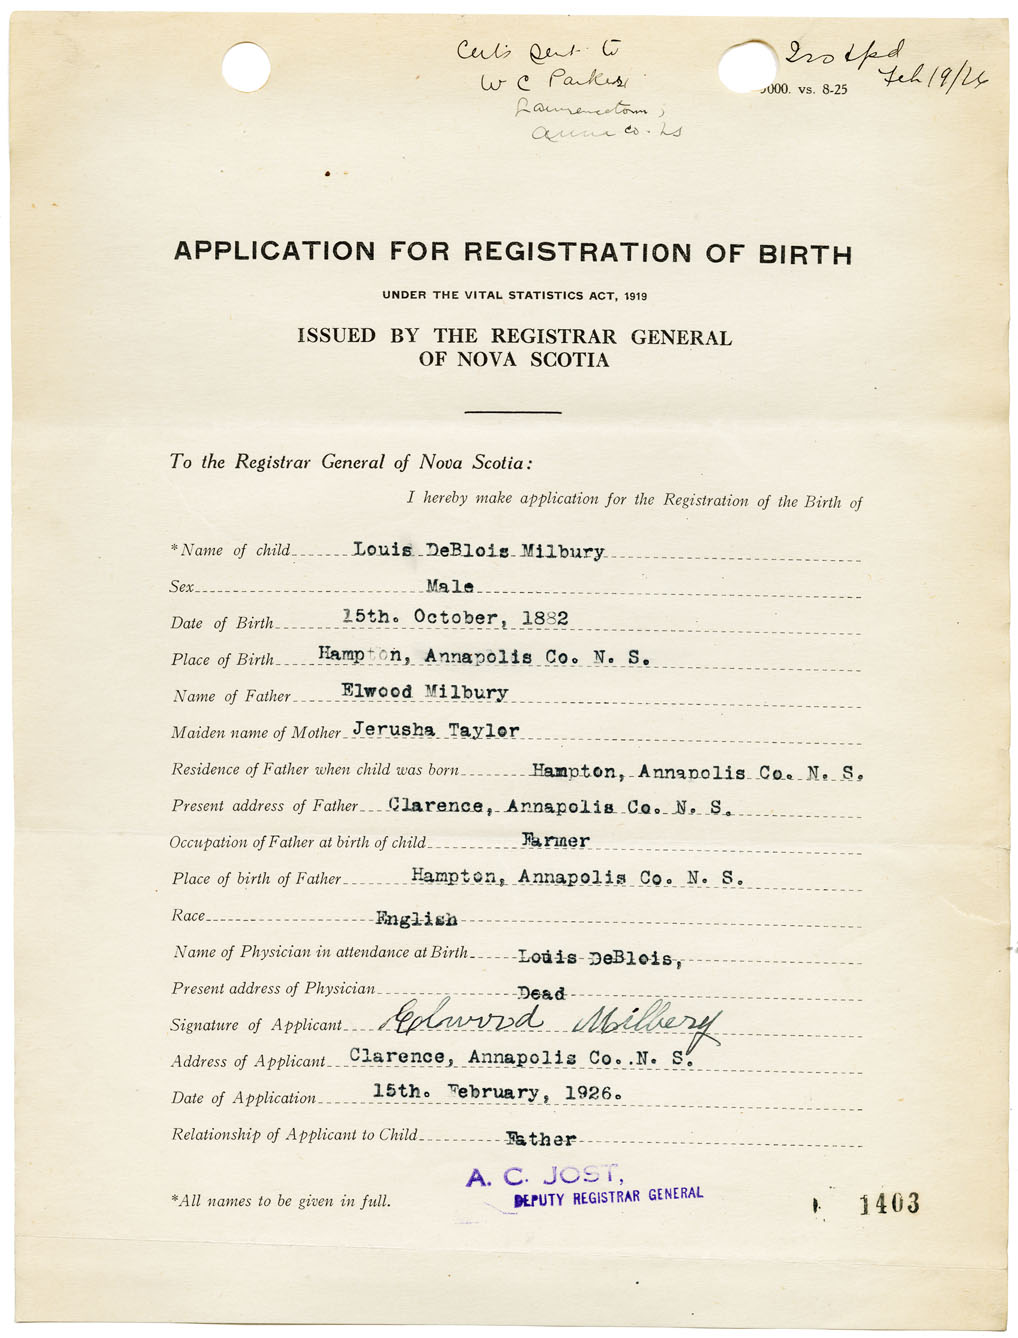 Certs sent to
W C Parker
Lawrencetown,
Anna Co. NS
Feb 19/26
000. vs. 8-25
APPLICATION FOR REGISTRATION OF BIRTH
UNDER THE VITAL STATISTICS ACT, 1919
ISSUED BY THE REGISTRAR GENERAL
OF NOVA SCOTIA
To the Registrar General of Nova Scotia:
I hereby make application for the Registration of the Birth of
*Name of child Louis DeBlois Milbury
Sex Male
Date of Birth 15th. October, 1882
Place of Birth Hampton, Annapolis Co. N. S.
Name of Father Elwood Milbury
Maiden name of Mother Jerusha Taylor
Residence of Father when child was born Hampton, Annapolis Co. N. S.
Present address of Father Clarence, Annapolis Co. N. S.
Occupation of Father at birth of child Farmer
Place of birth of Father Hampton, Annapolis Co. N. S.
Race English
Name of Physician in attendance at Birth Louis DeBlois,
Present address of Physician Dead
Signature of Applicant Elwood Milbery
Address of Applicant Clarence, Annapolis Co. N. S.
Date of Application 15th. February, 1926.
Relationship of Applicant to Child Father
A. C. JOST,
DEPUTY REGISTRAR GENERAL
*All names to be given in full.
1403